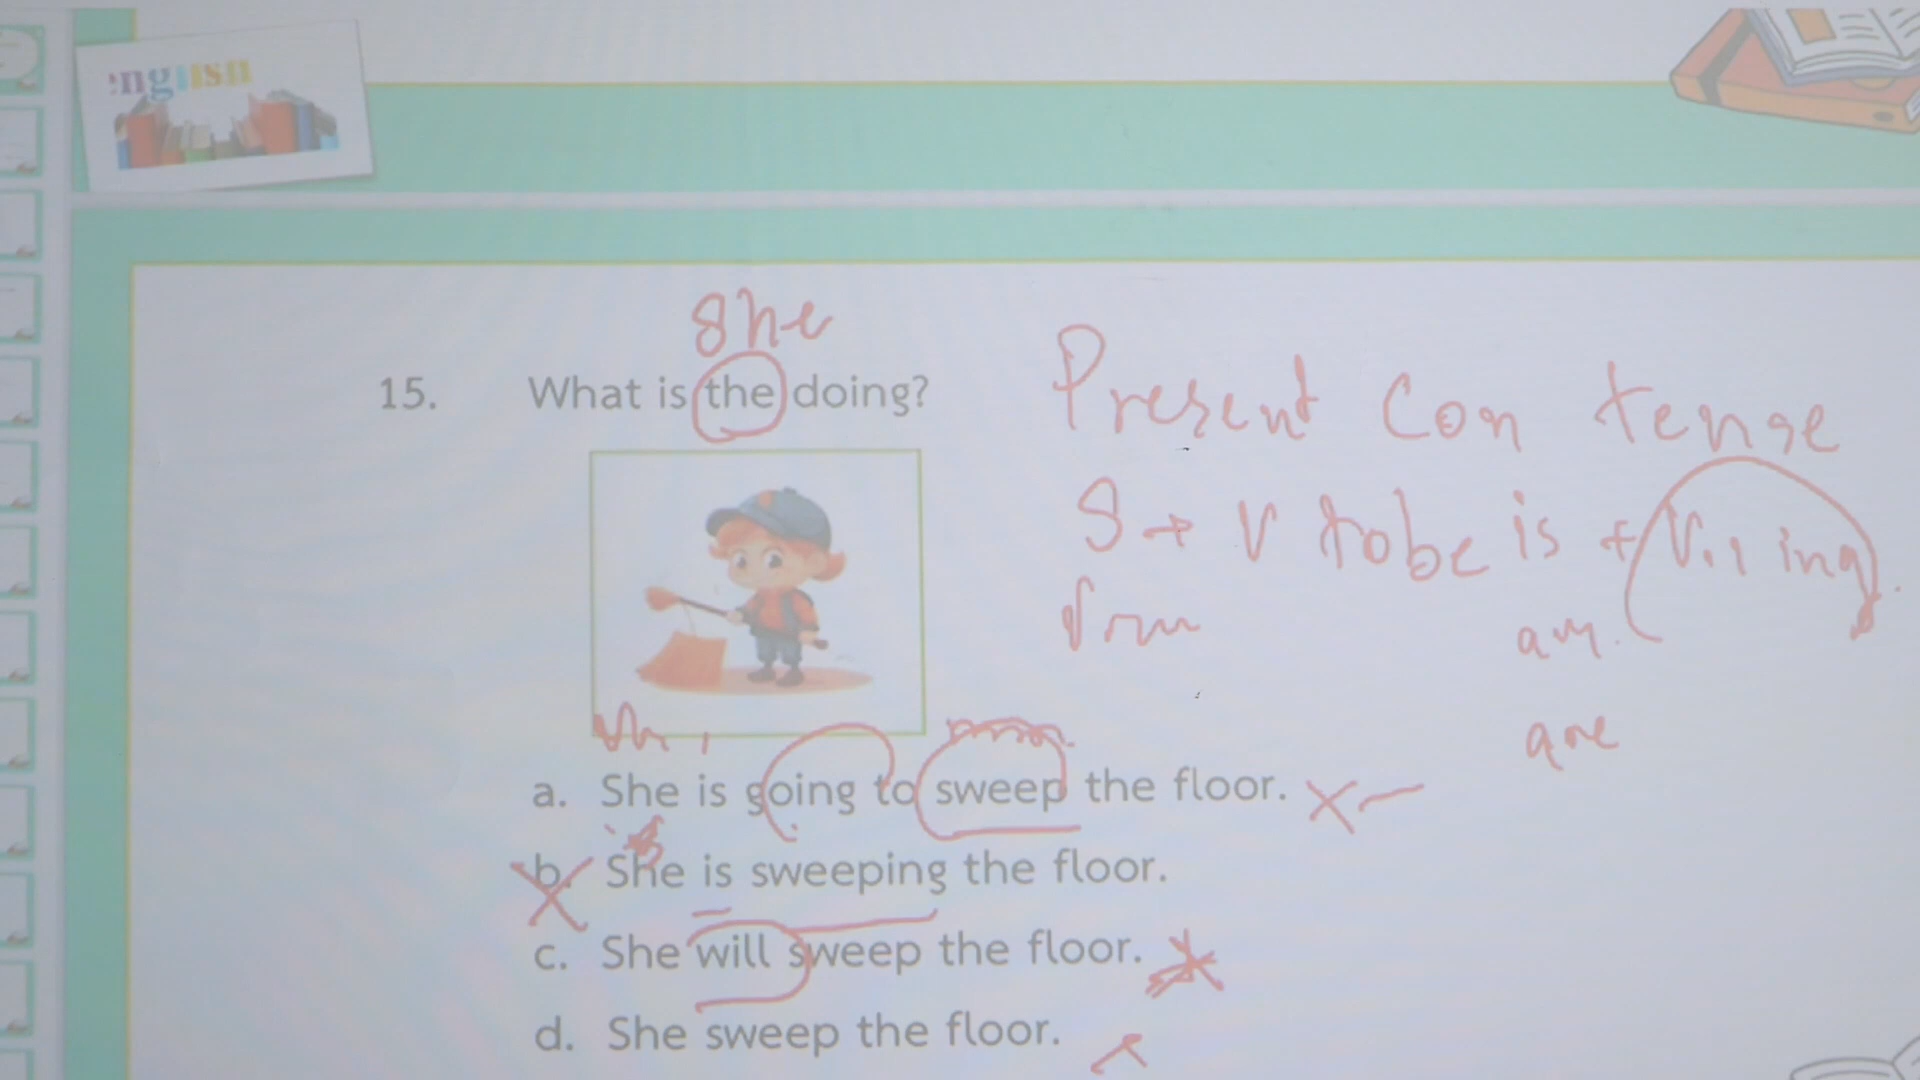 English
she
15. What is the doing?
Present Con tense
S + V tobe is + V.1 ing.
am.
are
a. She is going to sweep the floor.
b. She is sweeping the floor.
c. She will sweep the floor.
d. She sweep the floor.